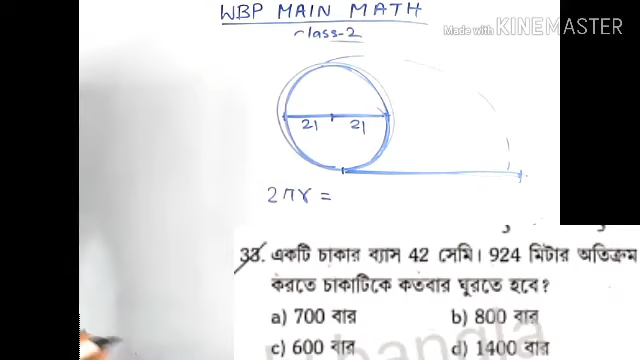 WBP MAIN MATH
Made with KINEMASTER
Class-2
21 21
2πr =
33. একটি চাকার ব্যাস 42 সেমি। 924 মিটার অতিক্রম
করতে চাকাটিকে কতবার ঘুরতে হবে?
a) 700 বার b) 800 বার
c) 600 বার d) 1400 বার